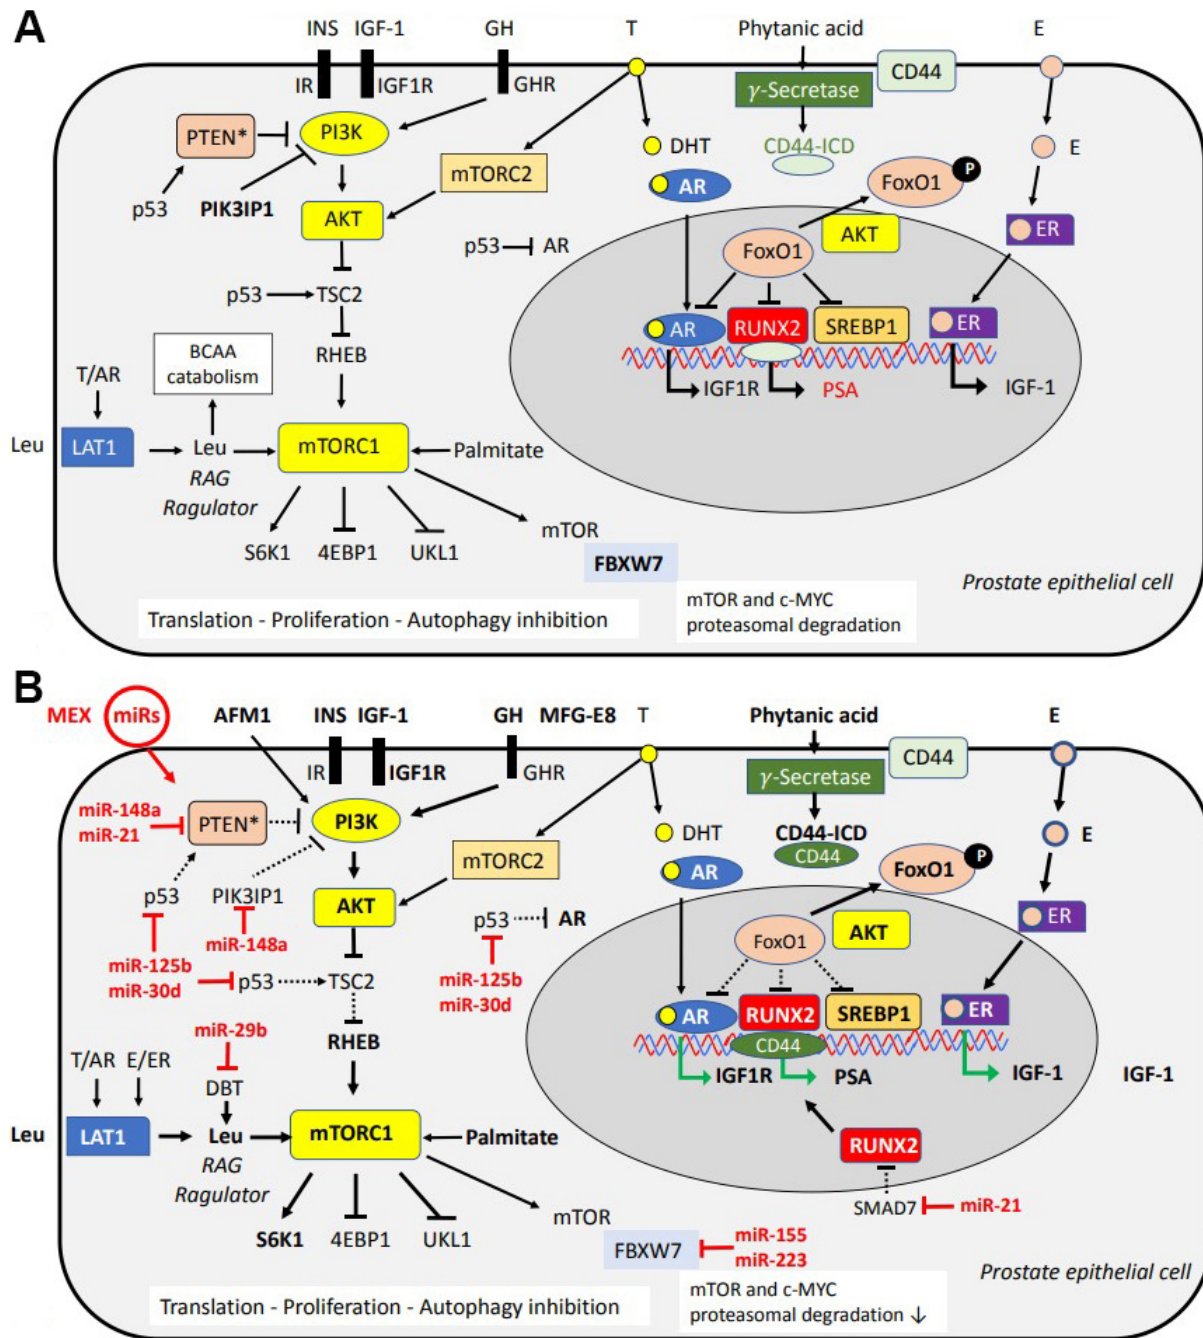 A
INS IGF-1 GH T Phytanic acid E
IR IGF1R GHR γ-Secretase CD44
PTEN* PI3K DHT CD44-ICD E
mTORC2 AR FoxO1 P
p53 PIK3IP1 AKT
p53 AR FoxO1 AKT ER
p53 TSC2
AR RUNX2 SREBP1 ER
BCAA
catabolism
RHEB
T/AR IGF1R PSA IGF-1
Leu LAT1 Leu mTORC1 Palmitate
RAG
Ragulator
S6K1 4EBP1 UKL1 mTOR
FBXW7
Prostate epithelial cell
mTOR and c-MYC
proteasomal degradation
Translation - Proliferation - Autophagy inhibition
B
MEX miRs AFM1 INS IGF-1 GH MFG-E8 T Phytanic acid E
IR IGF1R GHR γ-Secretase CD44
miR-148a
miR-21
PTEN* PI3K DHT CD44-ICD E
mTORC2 AR CD44 FoxO1 P
p53 PIK3IP1 AKT
p53 AR FoxO1 AKT ER
miR-148a
miR-125b
miR-30d
p53 TSC2
miR-125b
miR-30d
AR RUNX2 SREBP1 ER
miR-29b
RHEB CD44
T/AR E/ER DBT IGF1R PSA IGF-1 IGF-1
Leu LAT1 Leu mTORC1 Palmitate
RAG
Ragulator
RUNX2
SMAD7 miR-21
S6K1 4EBP1 UKL1 mTOR
FBXW7
miR-155
miR-223
Prostate epithelial cell
mTOR and c-MYC
proteasomal degradation ↓
Translation - Proliferation - Autophagy inhibition